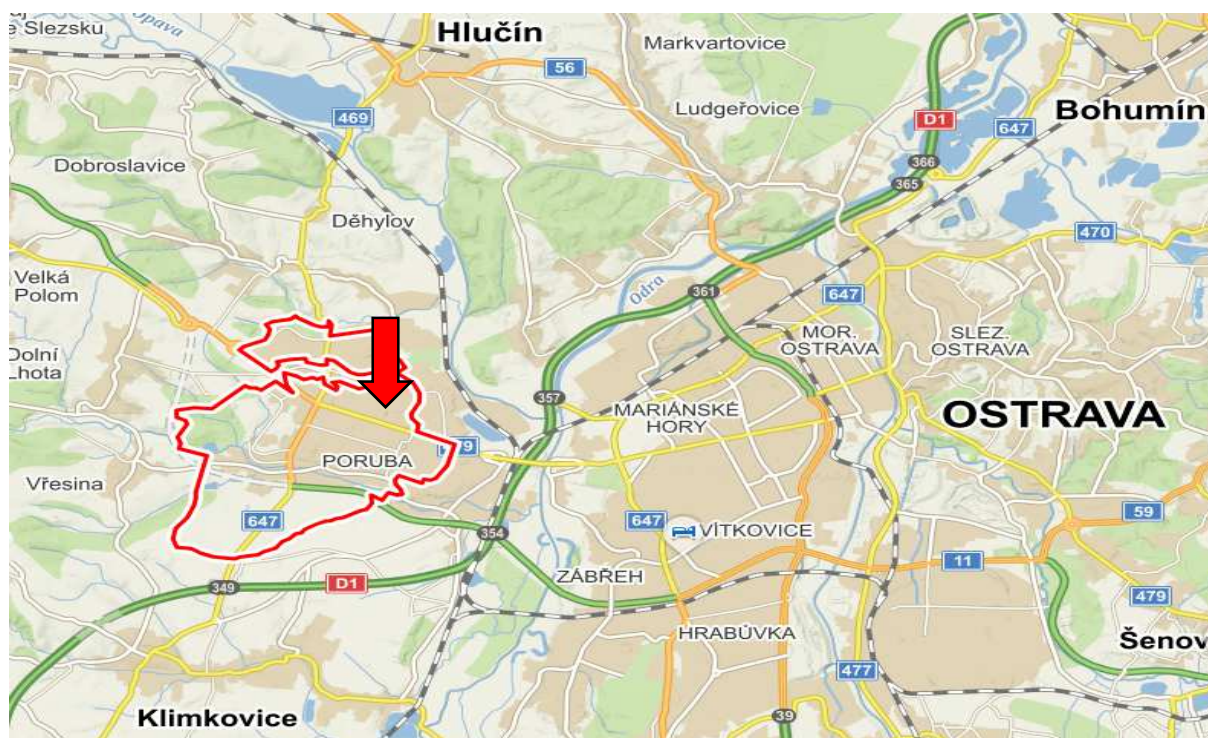 Slezsku
Opava
Hlučín
Markvartovice
56
Ludgeřovice
D1
647
Bohumín
469
Dobroslavice
366
365
Děhylov
470
Velká
Polom
Odra
361
647
MOR.
OSTRAVA
SLEZ.
OSTRAVA
Dolní
Lhota
357
MARIÁNSKÉ
HORY
OSTRAVA
PORUBA
Vřesina
647
647
VÍTKOVICE
59
354
11
ZÁBŘEH
349
D1
479
HRABŮVKA
Šenov
477
Klimkovice
39